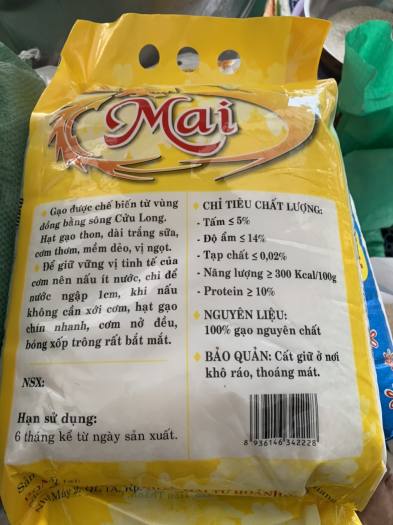 Mai
Gạo được chế biến từ vùng
đồng bằng sông Cửu Long.
Hạt gạo thon, dài trắng sữa,
cơm thơm, mềm dẻo, vị ngọt.
Để giữ vững vị tinh tế của
cơm nên nấu ít nước, chỉ để
nước ngập 1cm, khi nấu
không cần xới cơm, hạt gạo
chín nhanh, cơm nở đều,
bóng xốp trông rất bắt mắt.
NSX:
Hạn sử dụng:
6 tháng kể từ ngày sản xuất.
CHỈ TIÊU CHẤT LƯỢNG:
- Tấm ≤ 5%
- Độ ẩm ≤ 14%
- Tạp chất ≤ 0,02%
- Năng lượng ≥ 300 Kcal/100g
- Protein ≥ 10%
NGUYÊN LIỆU:
100% gạo nguyên chất
BẢO QUẢN: Cất giữ ở nơi
khô ráo, thoáng mát.
8 936146 342228